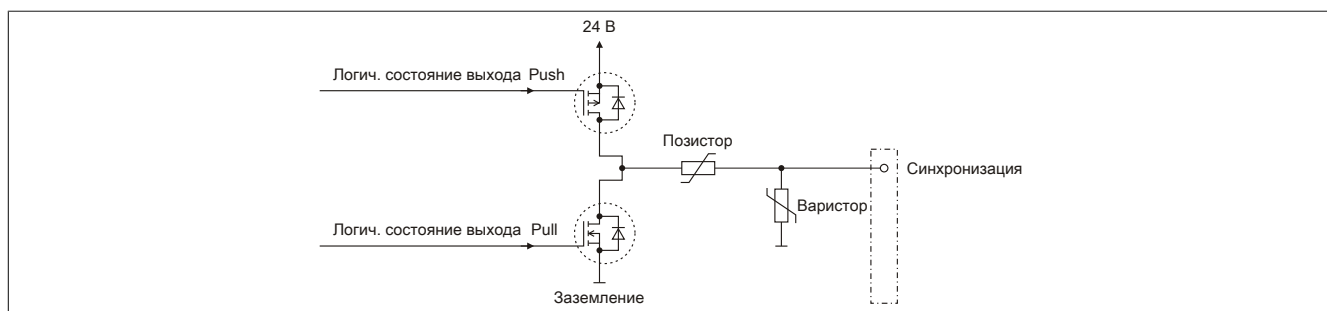 24 В
Логич. состояние выхода Push
Позистор
Синхронизация
Варистор
Логич. состояние выхода Pull
Заземление